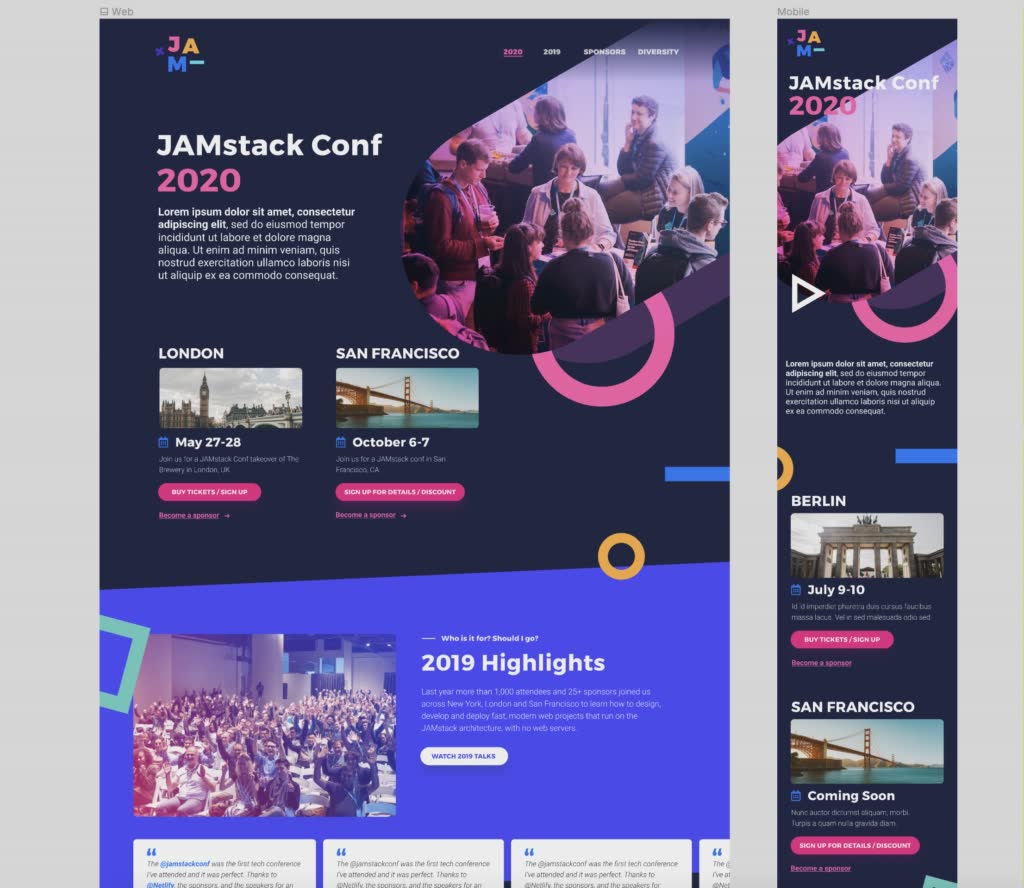 Web
JAM
2020 2019 SPONSORS DIVERSITY
JAMstack Conf
2020
Lorem ipsum dolor sit amet, consectetur
adipiscing elit, sed do eiusmod tempor
incididunt ut labore et dolore magna
aliqua. Ut enim ad minim veniam, quis
nostrud exercitation ullamco laboris nisi
ut aliquip ex ea commodo consequat.
LONDON
May 27-28
Join us for a JAMstack Conf takeover of The
Brewery in London, UK
BUY TICKETS / SIGN UP
Become a sponsor →
SAN FRANCISCO
October 6-7
Join us for a JAMstack conf in San
Francisco, CA
SIGN UP FOR DETAILS / DISCOUNT
Become a sponsor →
Who is it for? Should I go?
2019 Highlights
Last year more than 1,000 attendees and 25+ sponsors joined us
across New York, London and San Francisco to learn how to design,
develop and deploy fast, modern web projects that run on the
JAMstack architecture, with no web servers.
WATCH 2019 TALKS
“
The @jamstackconf was the first tech conference
I've attended and it was perfect. Thanks to
@Netlify, the sponsors, and the speakers for an
“
The @jamstackconf was the first tech conference
I've attended and it was perfect. Thanks to
@Netlify, the sponsors, and the speakers for an
“
The @jamstackconf was the first tech conference
I've attended and it was perfect. Thanks to
@Netlify, the sponsors, and the speakers for an
“
The @
I've att
@Netl
Mobile
JAM
JAMstack Conf
2020
Lorem ipsum dolor sit amet, consectetur
adipiscing elit, sed do eiusmod tempor
incididunt ut labore et dolore magna aliqua.
Ut enim ad minim veniam, quis nostrud
exercitation ullamco laboris nisi ut aliquip
ex ea commodo consequat.
BERLIN
July 9-10
Id id imperdiet pharetra duis cursus faucibus
massa lacus. Vel in sed malesuada odio sed
BUY TICKETS / SIGN UP
Become a sponsor
SAN FRANCISCO
Coming Soon
Nunc auctor dictumst aliquam, morbi.
Turpis a quam nulla gravida diam.
SIGN UP FOR DETAILS / DISCOUNT
Become a sponsor